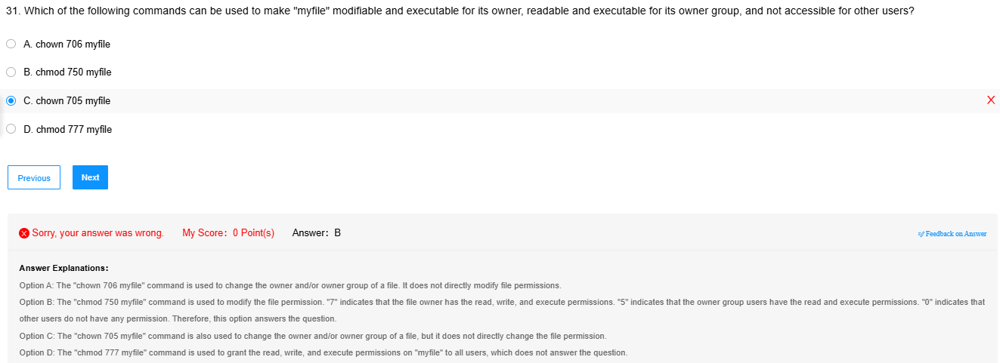 31. Which of the following commands can be used to make "myfile" modifiable and executable for its owner, readable and executable for its owner group, and not accessible for other users?
A. chown 706 myfile
B. chmod 750 myfile
C. chown 705 myfile
X
D. chmod 777 myfile
Previous
Next
Sorry, your answer was wrong. My Score: 0 Point(s) Answer: B
Feedback on Answer
Answer Explanations:
Option A: The "chown 706 myfile" command is used to change the owner and/or owner group of a file. It does not directly modify file permissions.
Option B: The "chmod 750 myfile" command is used to modify the file permission. "7" indicates that the file owner has the read, write, and execute permissions. "5" indicates that the owner group users have the read and execute permissions. "0" indicates that
other users do not have any permission. Therefore, this option answers the question.
Option C: The "chown 705 myfile" command is also used to change the owner and/or owner group of a file, but it does not directly change the file permission.
Option D: The "chmod 777 myfile" command is used to grant the read, write, and execute permissions on "myfile" to all users, which does not answer the question.